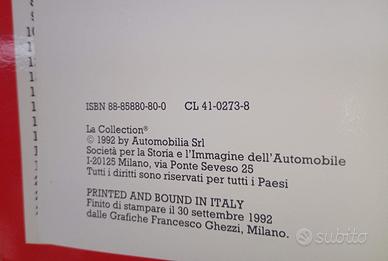 ISBN 88-85880-80-0 CL 41-0273-8
La Collection®
© 1992 by Automobilia Srl
Società per la Storia e l'Immagine dell'Automobile
I-20125 Milano, via Ponte Seveso 25
Tutti i diritti sono riservati per tutti i Paesi
PRINTED AND BOUND IN ITALY
Finito di stampare il 30 settembre 1992
dalle Grafiche Francesco Ghezzi, Milano.
subito